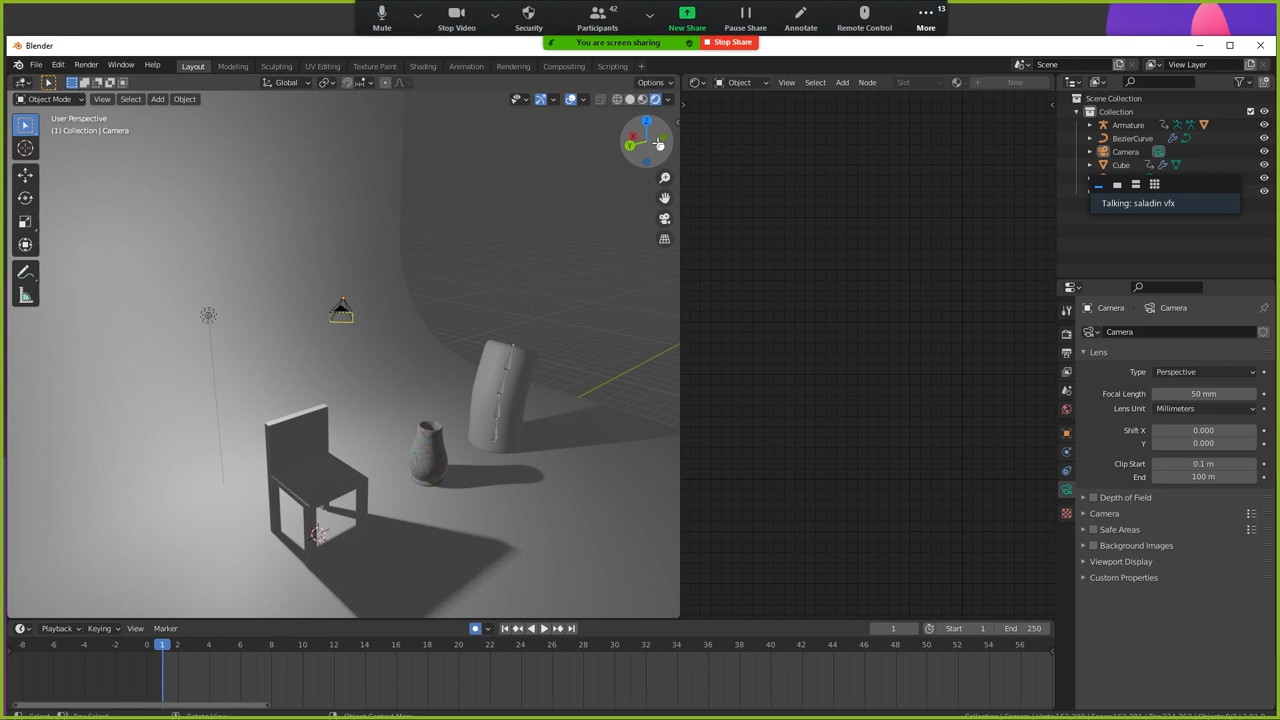 Mute
Stop Video
Security
42
Participants
New Share
Pause Share
Annotate
Remote Control
13
More
You are screen sharing
Stop Share
Blender
File Edit Render Window Help
Layout Modeling Sculpting UV Editing Texture Paint Shading Animation Rendering Compositing Scripting +
Scene
View Layer
Global
Options
Object
View Select Add Node
Slot
New
Object Mode View Select Add Object
User Perspective
(1) Collection | Camera
Z
X
Y
Scene Collection
Collection
Armature
BezierCurve
Camera
Cube
Talking: saladin vfx
Camera
Camera
Camera
Lens
Type Perspective
Focal Length 50 mm
Lens Unit Millimeters
Shift X 0.000
Y 0.000
Clip Start 0.1 m
End 100 m
Depth of Field
Camera
Safe Areas
Background Images
Viewport Display
Custom Properties
Playback Keying View Marker
1
Start 1
End 250
-8 -6 -4 -2 0 1 2 4 6 8 10 12 14 16 18 20 22 24 26 28 30 32 34 36 38 40 42 44 46 48 50 52 54 56